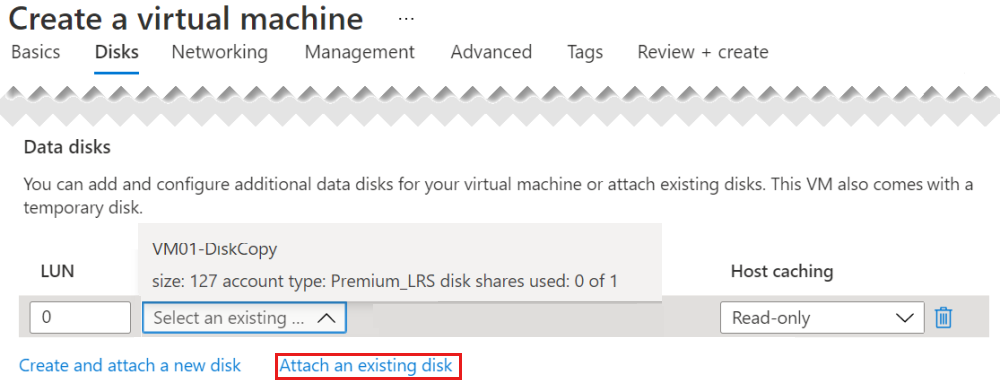 Create a virtual machine ...
Basics Disks Networking Management Advanced Tags Review + create
Data disks
You can add and configure additional data disks for your virtual machine or attach existing disks. This VM also comes with a
temporary disk.
VM01-DiskCopy
LUN
size: 127 account type: Premium_LRS disk shares used: 0 of 1
Host caching
0 Select an existing ... Read-only
Create and attach a new disk Attach an existing disk